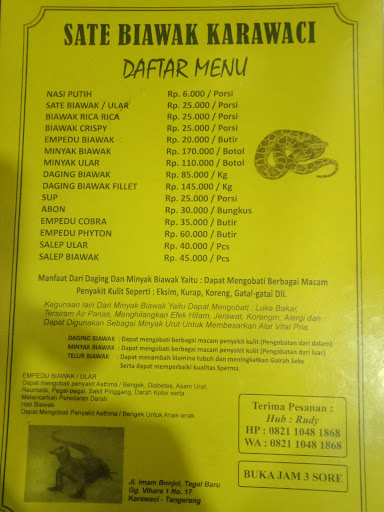 SATE BIAWAK KARAWACI
DAFTAR MENU
NASI PUTIH Rp. 6.000 / Porsi
SATE BIAWAK / ULAR Rp. 25.000 / Porsi
BIAWAK RICA RICA Rp. 25.000 / Porsi
BIAWAK CRISPY Rp. 25.000 / Porsi
EMPEDU BIAWAK Rp. 20.000 / Butir
MINYAK BIAWAK Rp. 170.000 / Botol
MINYAK ULAR Rp. 110.000 / Botol
DAGING BIAWAK Rp. 85.000 / Kg
DAGING BIAWAK FILLET Rp. 145.000 / Kg
SUP Rp. 25.000 / Porsi
ABON Rp. 30.000 / Bungkus
EMPEDU COBRA Rp. 35.000 / Butir
EMPEDU PHYTON Rp. 60.000 / Butir
SALEP ULAR Rp. 40.000 / Pcs
SALEP BIAWAK Rp. 45.000 / Pcs
Manfaat Dari Daging Dan Minyak Biawak Yaitu : Dapat Mengobati Berbagai Macam
Penyakit Kulit Seperti : Eksim, Kurap, Koreng, Gatal-gatal Dll.
Kegunaan lain Dari Minyak Biawak Yaitu Dapat Mengobati : Luka Bakar,
Tersiram Air Panas, Menghilangkan Efek Hitam, Jerawat, Korengm, Alergi dan
Dapat Digunakan Sebagai Minyak Urut Untuk Membesarkan Alat Vital Pria.
DAGING BIAWAK : Dapat mengobati berbagai macam penyakit kulit (Pengobatan dari dalam)
MINYAK BIAWAK : Dapat mengobati berbagai macam penyakit kulit (Pengobatan dari luar)
TELUR BIAWAK : Dapat menambah Stamina tubuh dan meningkatkan Gairah Seks
Serta dapat memperbaiki kualitas Sperma
EMPEDU BIAWAK / ULAR
Dapat mengobati penyakit Asthma / Bengek, Diabetes, Asam Urat,
Reumatik, Pegal-pegal, Sakit Pinggang, Darah Kotor serta
Melancarkan Peredaran Darah
Hati Biawak
Dapat Mengobati Penyakit Asthma / Bengek Untuk Anak-anak
Terima Pesanan :
Hub : Rudy
HP : 0821 1048 1868
WA : 0821 1048 1868
Jl. Imam Bonjol, Tegal Baru
Gg. Vihara 1 No. 17
Karawaci - Tangerang
BUKA JAM 3 SORE